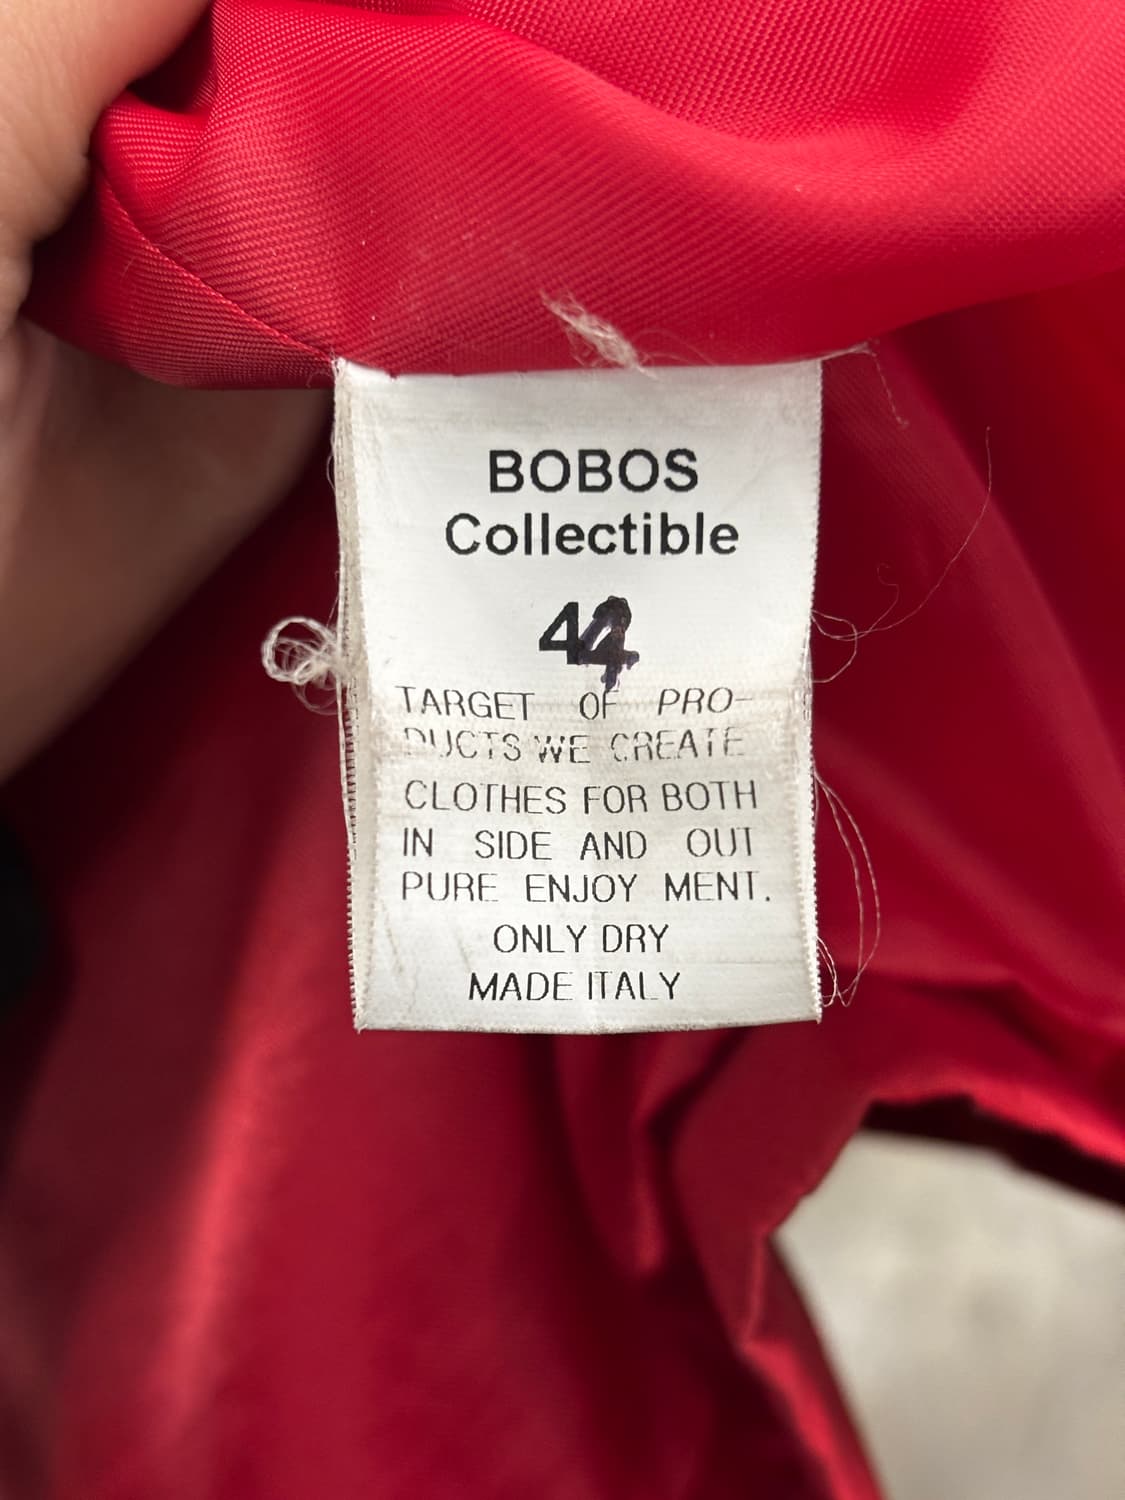 BOBOS
Collectible
44
TARGET OF PRO-
DUCTS WE CREATE
CLOTHES FOR BOTH
IN SIDE AND OUT
PURE ENJOY MENT.
ONLY DRY
MADE ITALY